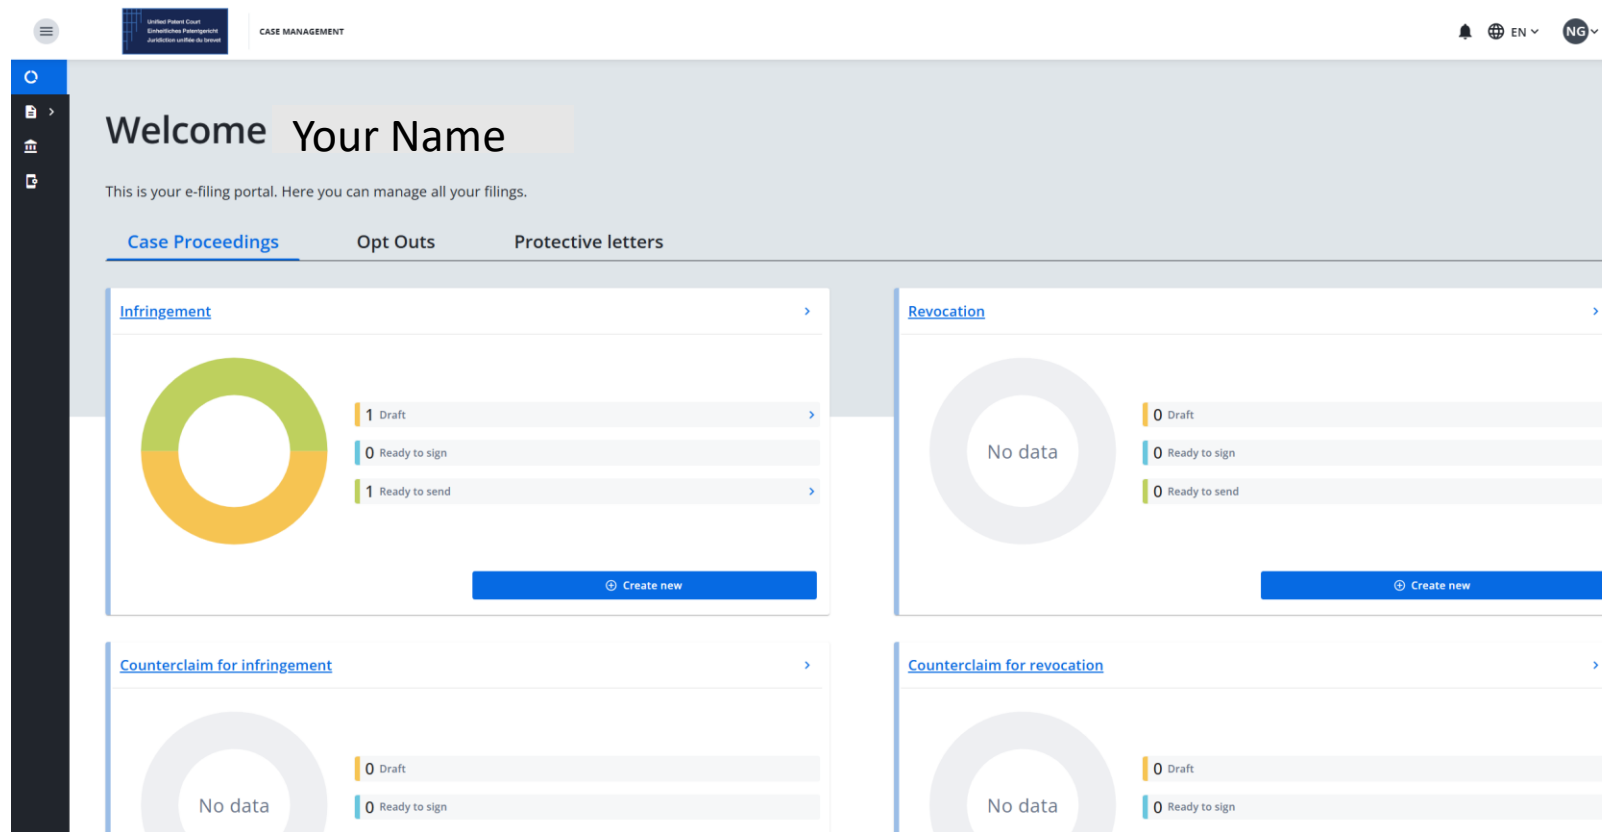 Unified Patent Court
Einheitliches Patentgericht
Juridiction unifiée du brevet
CASE MANAGEMENT
EN
NG
Welcome Your Name
This is your e-filing portal. Here you can manage all your filings.
Case Proceedings
Opt Outs
Protective letters
Infringement
1 Draft
0 Ready to sign
1 Ready to send
Create new
Revocation
No data
0 Draft
0 Ready to sign
0 Ready to send
Create new
Counterclaim for infringement
No data
0 Draft
0 Ready to sign
Counterclaim for revocation
No data
0 Draft
0 Ready to sign